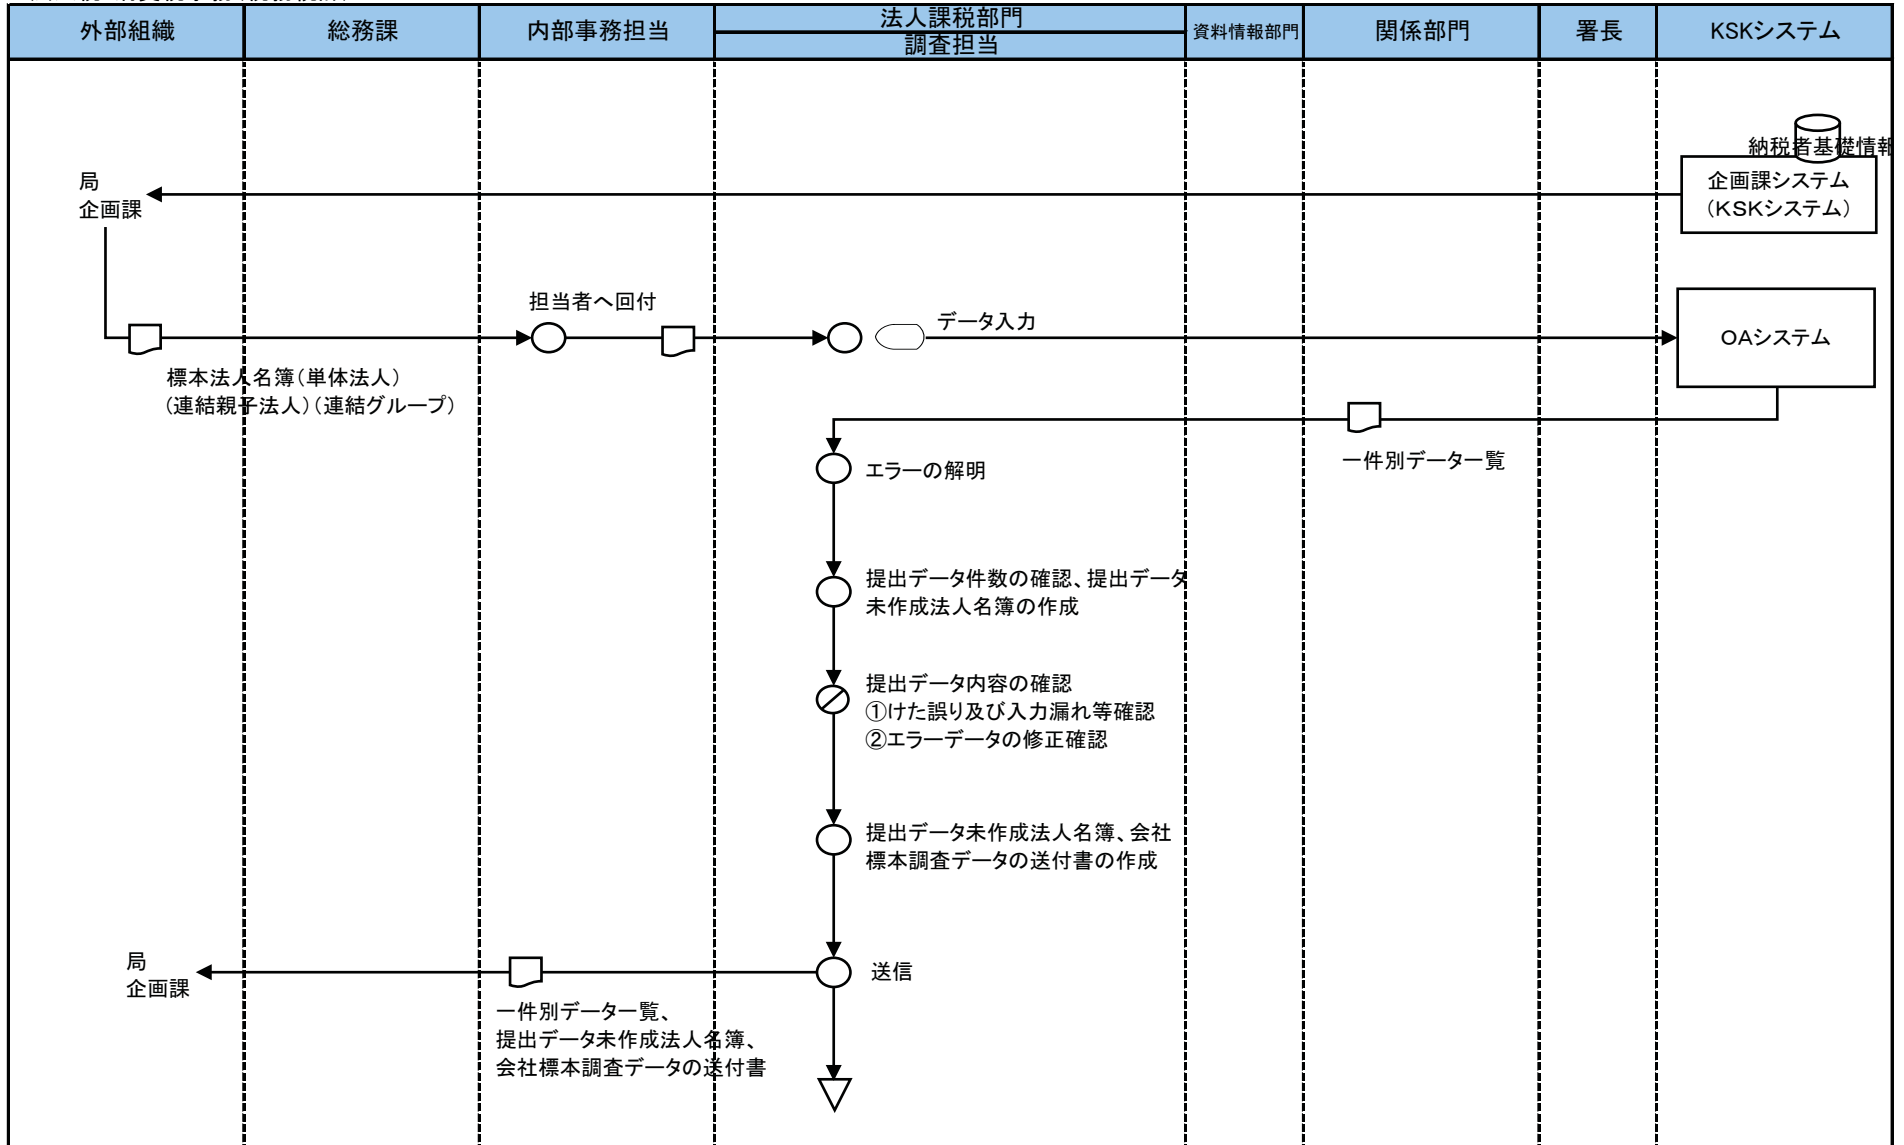 外部組織
総務課
内部事務担当
法人課税部門
調査担当
資料情報部門
関係部門
署長
KSKシステム
納税者基礎情報
企画課システム
（KSKシステム）
局
企画課
担当者へ回付
データ入力
OAシステム
標本法人名簿（単体法人）
（連結親子法人）（連結グループ）
一件別データ一覧
エラーの解明
提出データ件数の確認、提出データ
未作成法人名簿の作成
提出データ内容の確認
①けた誤り及び入力漏れ等確認
②エラーデータの修正確認
提出データ未作成法人名簿、会社
標本調査データの送付書の作成
局
企画課
送信
一件別データ一覧、
提出データ未作成法人名簿、
会社標本調査データの送付書